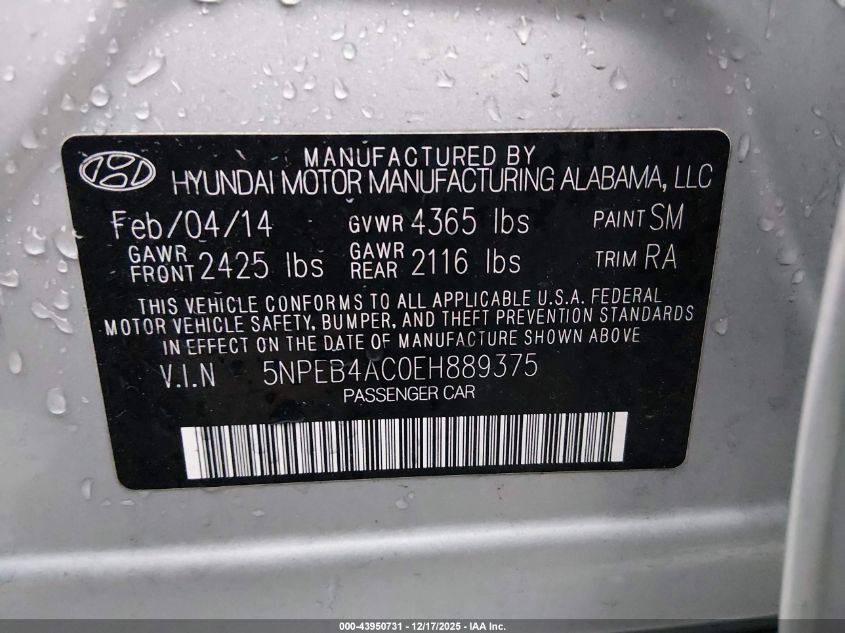 MANUFACTURED BY
HYUNDAI MOTOR MANUFACTURING ALABAMA, LLC
Feb/04/14 GVWR 4365 lbs PAINT SM
GAWR FRONT 2425 lbs GAWR REAR 2116 lbs TRIM RA
THIS VEHICLE CONFORMS TO ALL APPLICABLE U.S.A. FEDERAL
MOTOR VEHICLE SAFETY, BUMPER, AND THEFT PREVENTION STANDARDS
IN EFFECT ON THE DATE OF MANUFACTURE SHOWN ABOVE
V.I.N 5NPEB4AC0EH889375
PASSENGER CAR
000-43950731 - 12/17/2025 - IAA Inc.